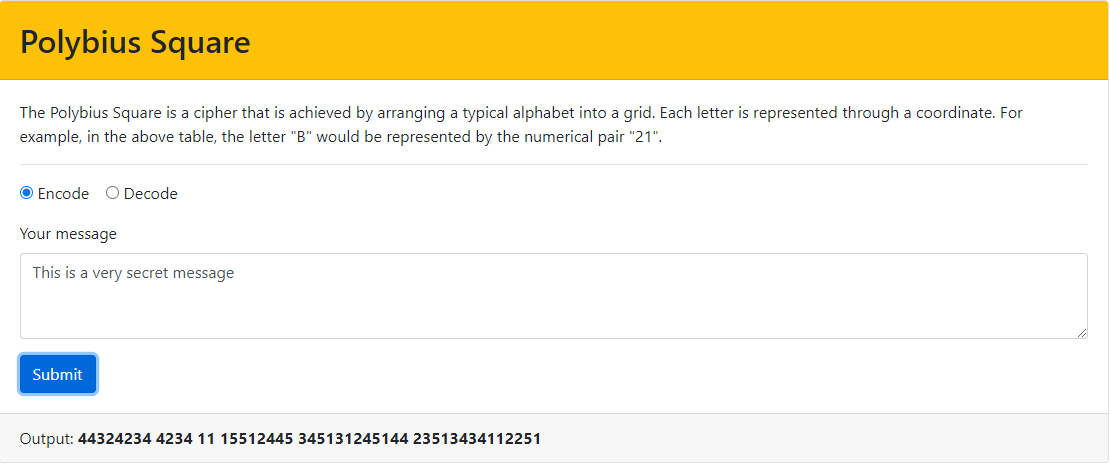 Polybius Square
The Polybius Square is a cipher that is achieved by arranging a typical alphabet into a grid. Each letter is represented through a coordinate. For
example, in the above table, the letter "B" would be represented by the numerical pair "21".
Encode Decode
Your message
This is a very secret message
Submit
Output: 44324234 4234 11 15512445 345131245144 23513434112251